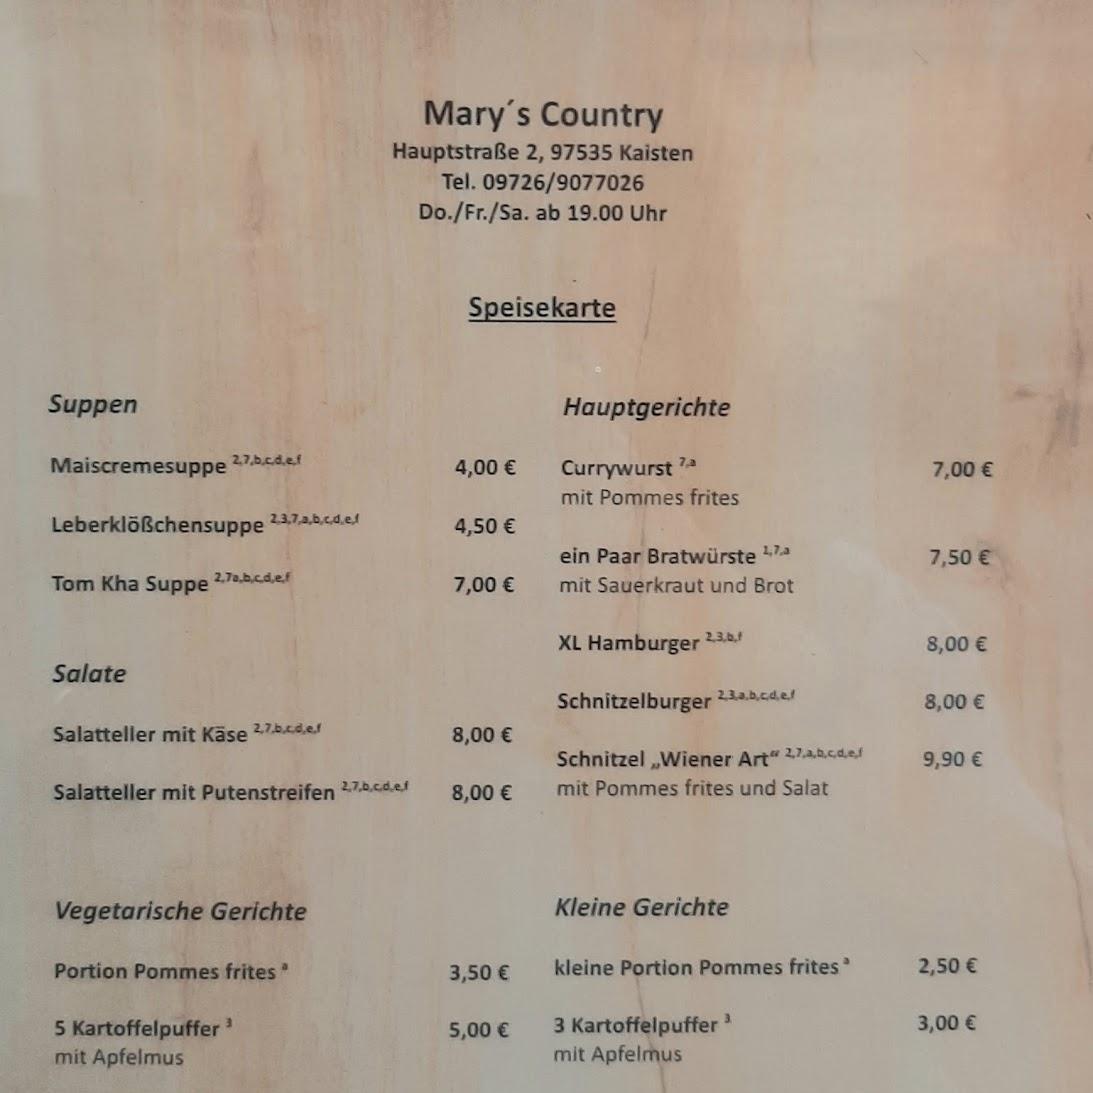 Mary´s Country
Hauptstraße 2, 97535 Kaisten
Tel. 09726/9077026
Do./Fr./Sa. ab 19.00 Uhr
Speisekarte
Suppen
Maiscremesuppe 2,7,b,c,d,e,f 4,00 €
Leberklößchensuppe 2,3,7,a,b,c,d,e,f 4,50 €
Tom Kha Suppe 2,7a,b,c,d,e,f 7,00 €
Salate
Salatteller mit Käse 2,7,b,c,d,e,f 8,00 €
Salatteller mit Putenstreifen 2,7,b,c,d,e,f 8,00 €
Vegetarische Gerichte
Portion Pommes frites a 3,50 €
5 Kartoffelpuffer 3 5,00 €
mit Apfelmus
Hauptgerichte
Currywurst 7,a 7,00 €
mit Pommes frites
ein Paar Bratwürste 1,7,a 7,50 €
mit Sauerkraut und Brot
XL Hamburger 2,3,b,f 8,00 €
Schnitzelburger 2,3,a,b,c,d,e,f 8,00 €
Schnitzel „Wiener Art“ 2,7,a,b,c,d,e,f 9,90 €
mit Pommes frites und Salat
Kleine Gerichte
kleine Portion Pommes frites a 2,50 €
3 Kartoffelpuffer 3 3,00 €
mit Apfelmus